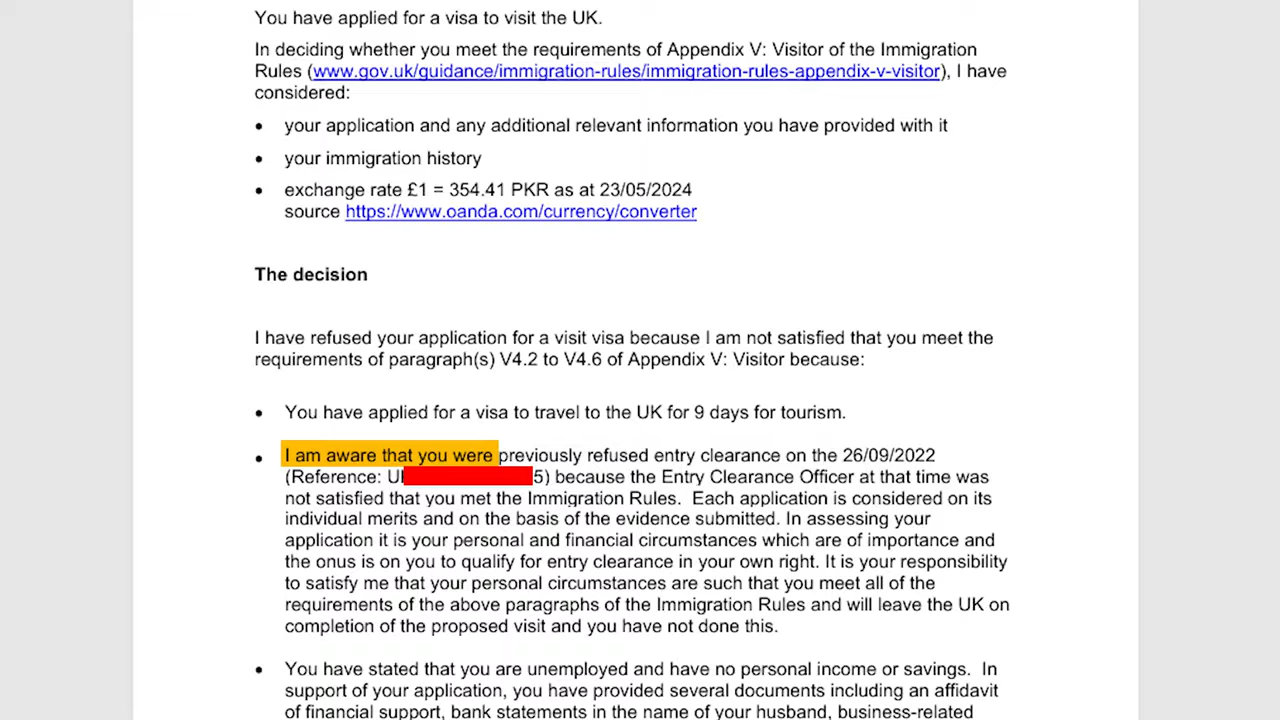 You have applied for a visa to visit the UK.
In deciding whether you meet the requirements of Appendix V: Visitor of the Immigration
Rules (www.gov.uk/guidance/immigration-rules/immigration-rules-appendix-v-visitor), I have
considered:
• your application and any additional relevant information you have provided with it
• your immigration history
• exchange rate £1 = 354.41 PKR as at 23/05/2024
source https://www.oanda.com/currency/converter
The decision
I have refused your application for a visit visa because I am not satisfied that you meet the
requirements of paragraph(s) V4.2 to V4.6 of Appendix V: Visitor because:
• You have applied for a visa to travel to the UK for 9 days for tourism.
• I am aware that you were previously refused entry clearance on the 26/09/2022
(Reference: U 5) because the Entry Clearance Officer at that time was
not satisfied that you met the Immigration Rules. Each application is considered on its
individual merits and on the basis of the evidence submitted. In assessing your
application it is your personal and financial circumstances which are of importance and
the onus is on you to qualify for entry clearance in your own right. It is your responsibility
to satisfy me that your personal circumstances are such that you meet all of the
requirements of the above paragraphs of the Immigration Rules and will leave the UK on
completion of the proposed visit and you have not done this.
• You have stated that you are unemployed and have no personal income or savings. In
support of your application, you have provided several documents including an affidavit
of financial support, bank statements in the name of your husband, business-related